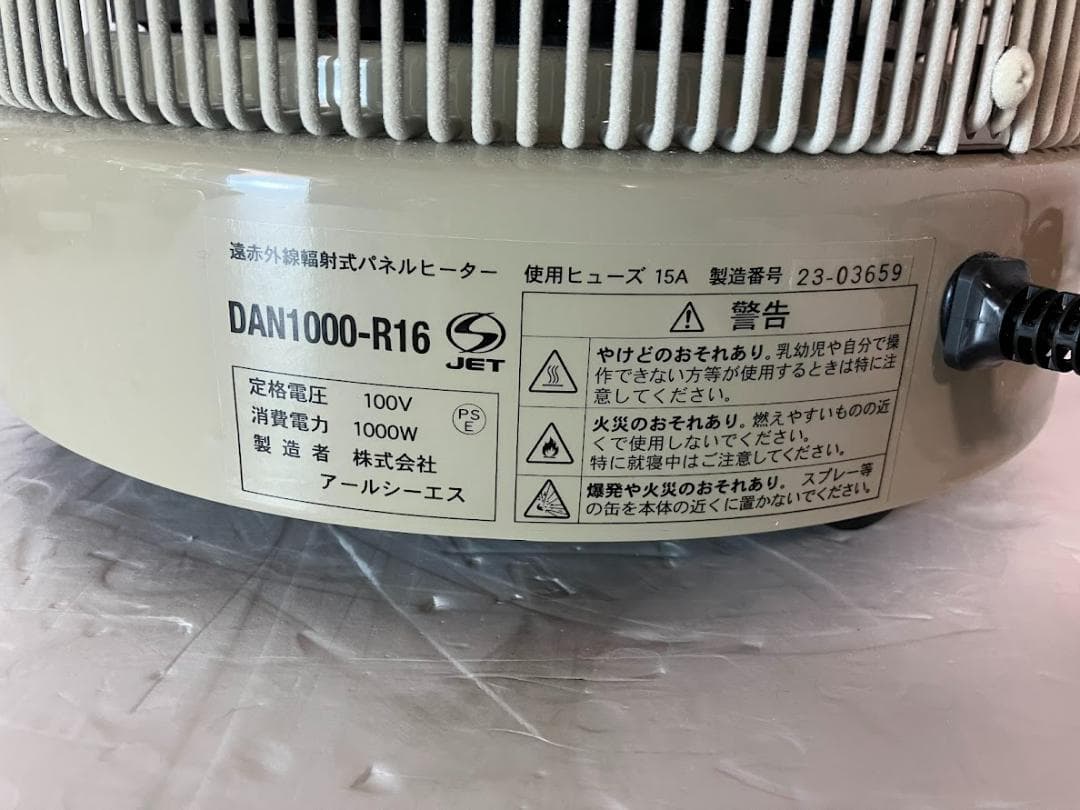 遠赤外線輻射式パネルヒーター
DAN1000-R16
JET
定格電圧 100V
消費電力 1000W
PS
E
製造者 株式会社
アールシーエス
使用ヒューズ 15A 製造番号 23-03659
警告
やけどのおそれあり。乳幼児や自分で操
作できない方等が使用するときは特に注
意してください。
火災のおそれあり。燃えやすいものの近
くで使用しないでください。
特に就寝中はご注意してください。
爆発や火災のおそれあり。スプレー等
の缶を本体の近くに置かないでください。